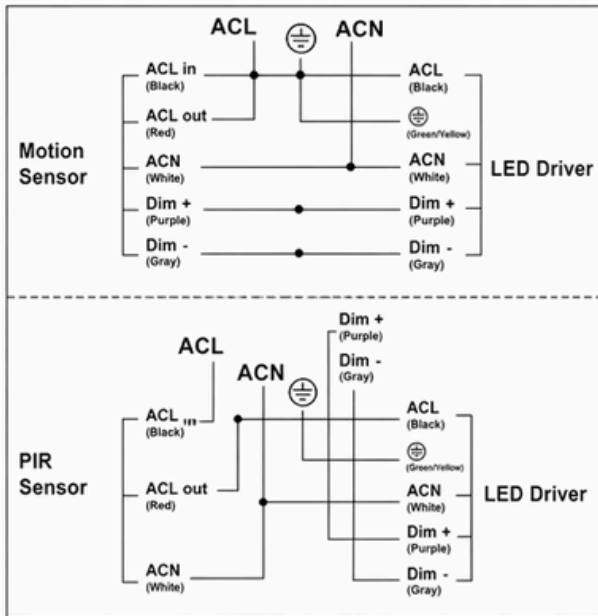 ACL
ACN
ACL in
(Black)
ACL
(Black)
ACL out
(Red)
(Green/Yellow)
Motion
Sensor
ACN
(White)
ACN
(White)
LED Driver
Dim +
(Purple)
Dim +
(Purple)
Dim -
(Gray)
Dim -
(Gray)
Dim +
(Purple)
Dim -
(Gray)
ACL
ACN
ACL in
(Black)
ACL
(Black)
(Green/Yellow)
PIR
Sensor
ACL out
(Red)
ACN
(White)
LED Driver
Dim +
(Purple)
ACN
(White)
Dim -
(Gray)